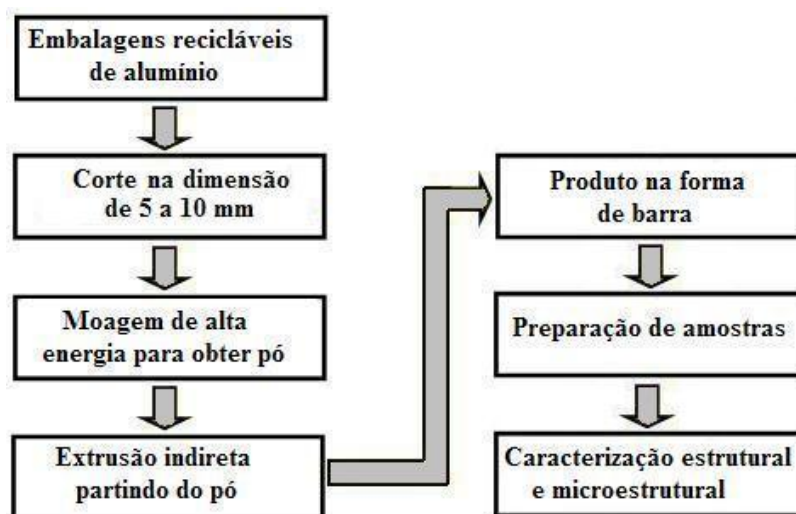 Embalagens recicláveis
de alumínio
Corte na dimensão
de 5 a 10 mm
Moagem de alta
energia para obter pó
Extrusão indireta
partindo do pó
Produto na forma
de barra
Preparação de amostras
Caracterização estrutural
e microestrutural